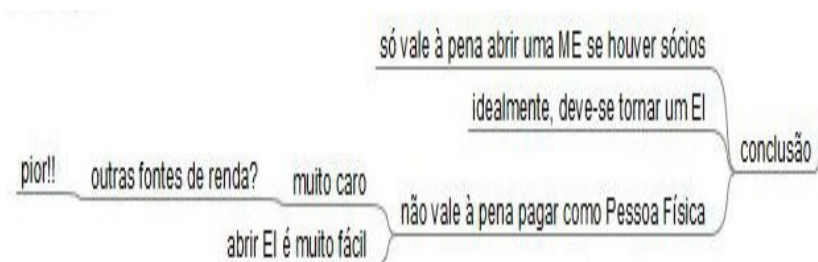 só vale à pena abrir uma ME se houver sócios
idealmente, deve-se tornar um EI
conclusão
pior!!
outras fontes de renda?
muito caro
não vale à pena pagar como Pessoa Física
abrir EI é muito fácil